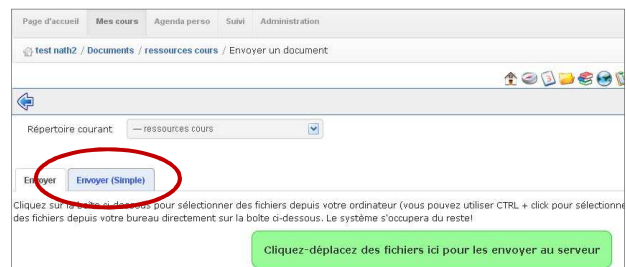 Page d'accueil Mes cours Agenda perso Suivi Administration
test nath2 / Documents / ressources cours / Envoyer un document
Répertoire courant — ressources cours
Envoyer Envoyer (Simple)
Cliquez sur la boîte ci-dessous pour sélectionner des fichiers depuis votre ordinateur (vous pouvez utiliser CTRL + click pour sélectionne
des fichiers depuis votre bureau directement sur la boîte ci-dessous. Le système s'occupera du reste!
Cliquez-déplacez des fichiers ici pour les envoyer au serveur